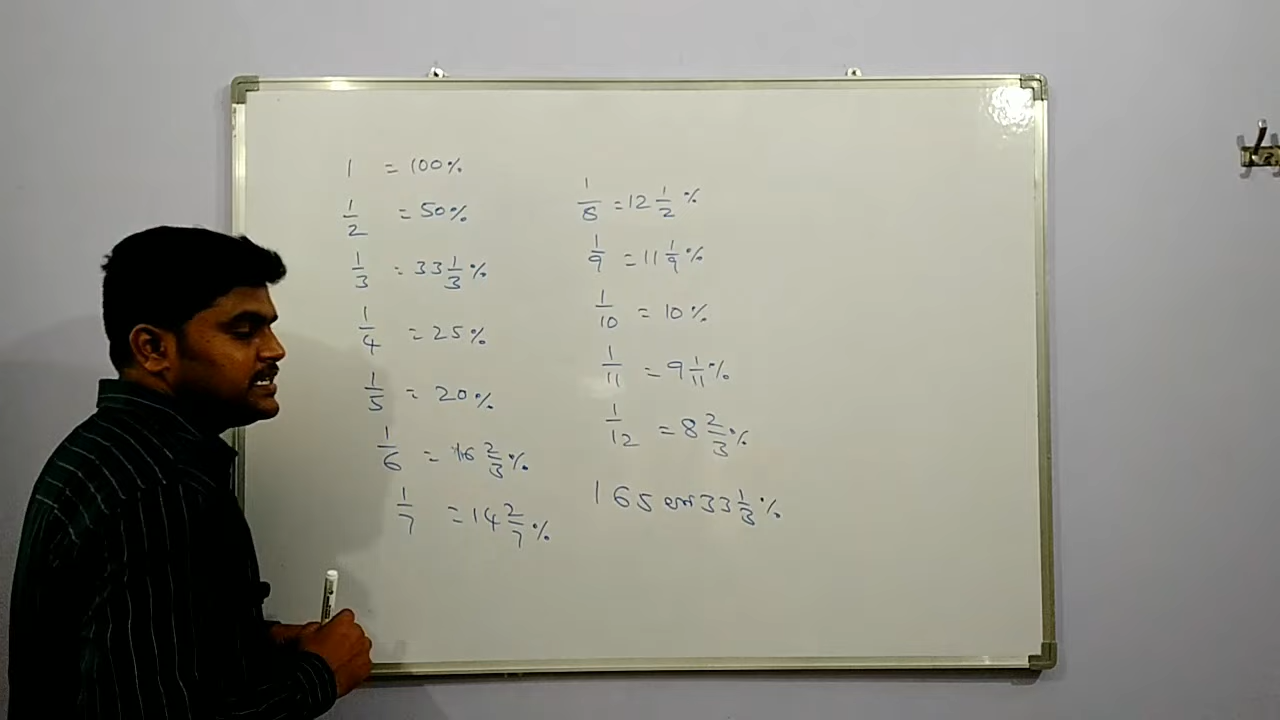 1 = 100%
1/2 = 50%
1/3 = 33 1/3 %
1/4 = 25%
1/5 = 20%
1/6 = 16 2/3 %
1/7 = 14 2/7 %
1/8 = 12 1/2 %
1/9 = 11 1/9 %
1/10 = 10%
1/11 = 9 1/11 %
1/12 = 8 2/3 %
165 ன் 33 1/3 %